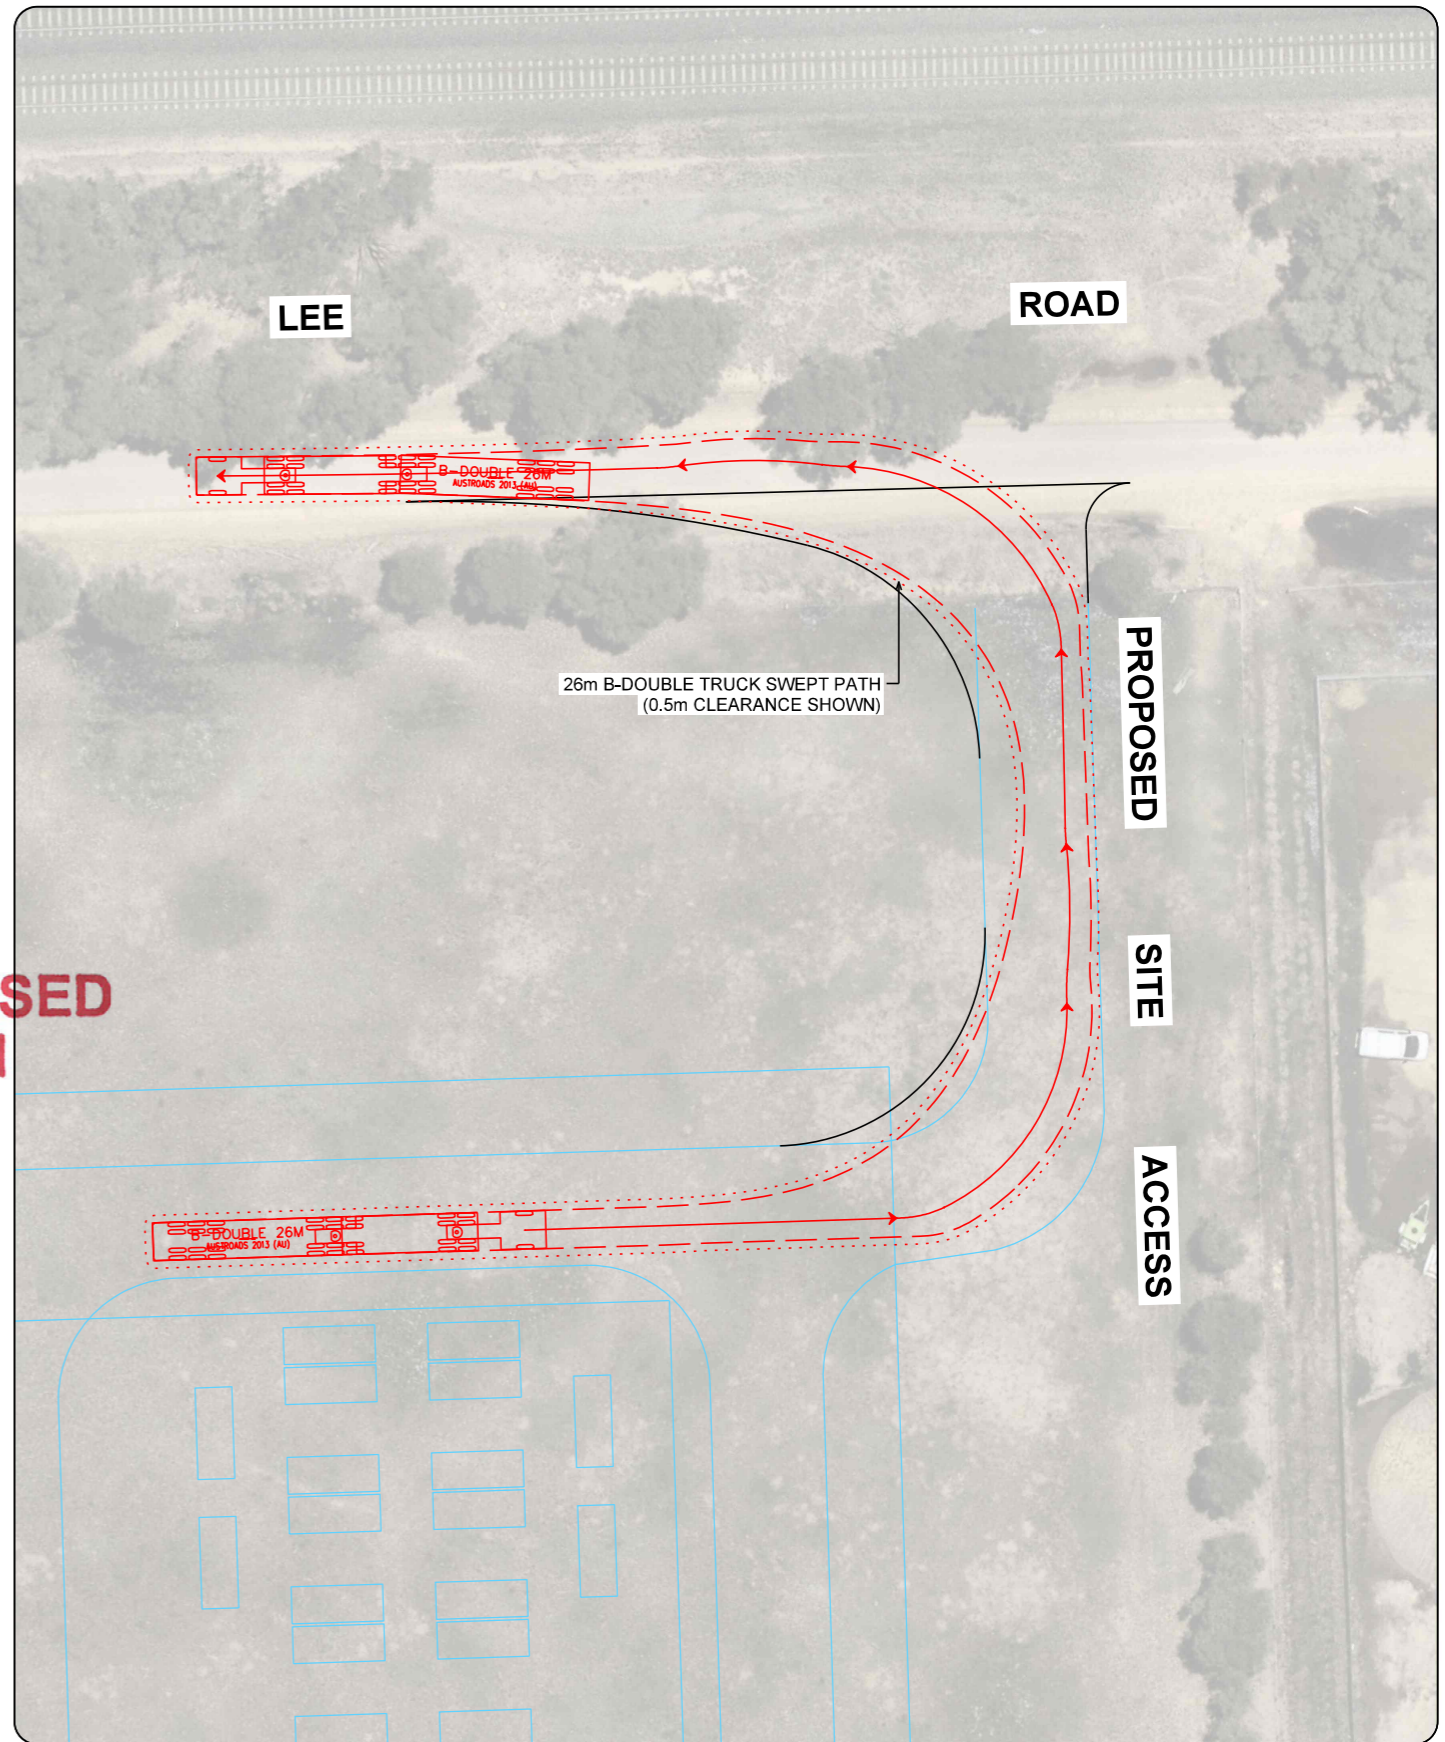 LEE
ROAD
B-DOUBLE 26M
AUSTROADS 2013 (AU)
26m B-DOUBLE TRUCK SWEPT PATH
(0.5m CLEARANCE SHOWN)
PROPOSED
SITE
ACCESS
SED
B-DOUBLE 26M
AUSTROADS 2013 (AU)